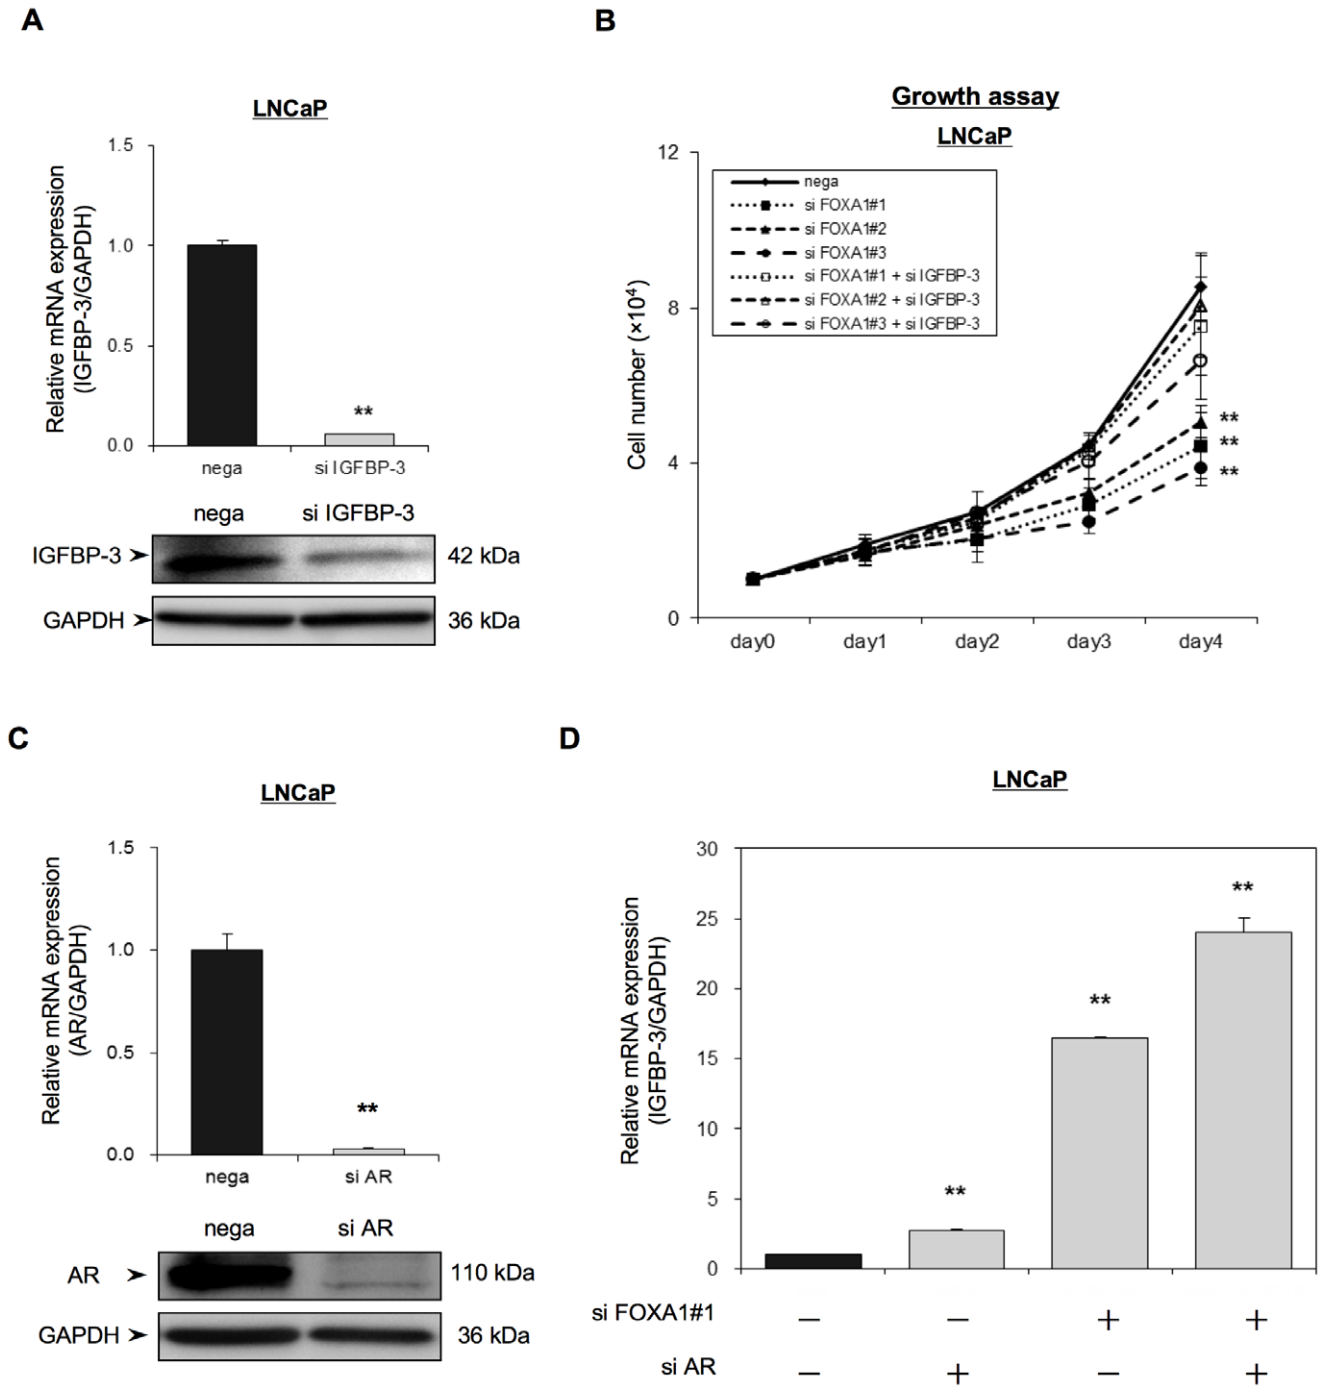 A
LNCaP
Relative mRNA expression
(IGFBP-3/GAPDH)
1.5
1.0
0.5
0.0
**
nega
si IGFBP-3
nega
si IGFBP-3
IGFBP-3
42 kDa
GAPDH
36 kDa
B
Growth assay
LNCaP
Cell number (×10⁴)
12
8
4
0
nega
si FOXA1#1
si FOXA1#2
si FOXA1#3
si FOXA1#1 + si IGFBP-3
si FOXA1#2 + si IGFBP-3
si FOXA1#3 + si IGFBP-3
**
**
**
day0
day1
day2
day3
day4
C
LNCaP
Relative mRNA expression
(AR/GAPDH)
1.5
1.0
0.5
0.0
**
nega
si AR
nega
si AR
AR
110 kDa
GAPDH
36 kDa
D
LNCaP
Relative mRNA expression
(IGFBP-3/GAPDH)
30
25
20
15
10
5
0
**
**
**
si FOXA1#1 − − + +
si AR − + − +